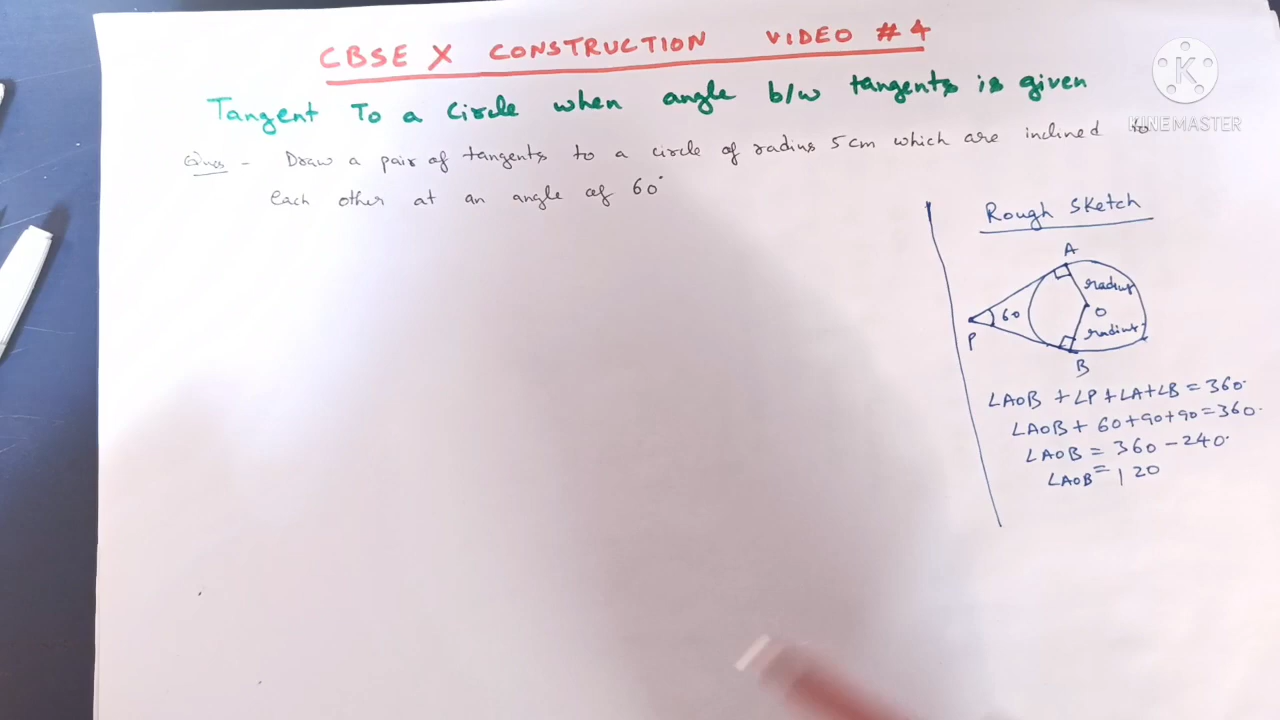 CBSE X CONSTRUCTION VIDEO #4
K
KINEMASTER
Tangent To a Circle when angle b/w tangents is given
Ques - Draw a pair of tangents to a circle of radius 5 cm which are inclined to
each other at an angle of 60°
Rough Sketch
A
radius
60
O
radius
P
B
∠AOB + ∠P + ∠A + ∠B = 360°
∠AOB + 60 + 90 + 90 = 360°
∠AOB = 360 - 240°
∠AOB = 120